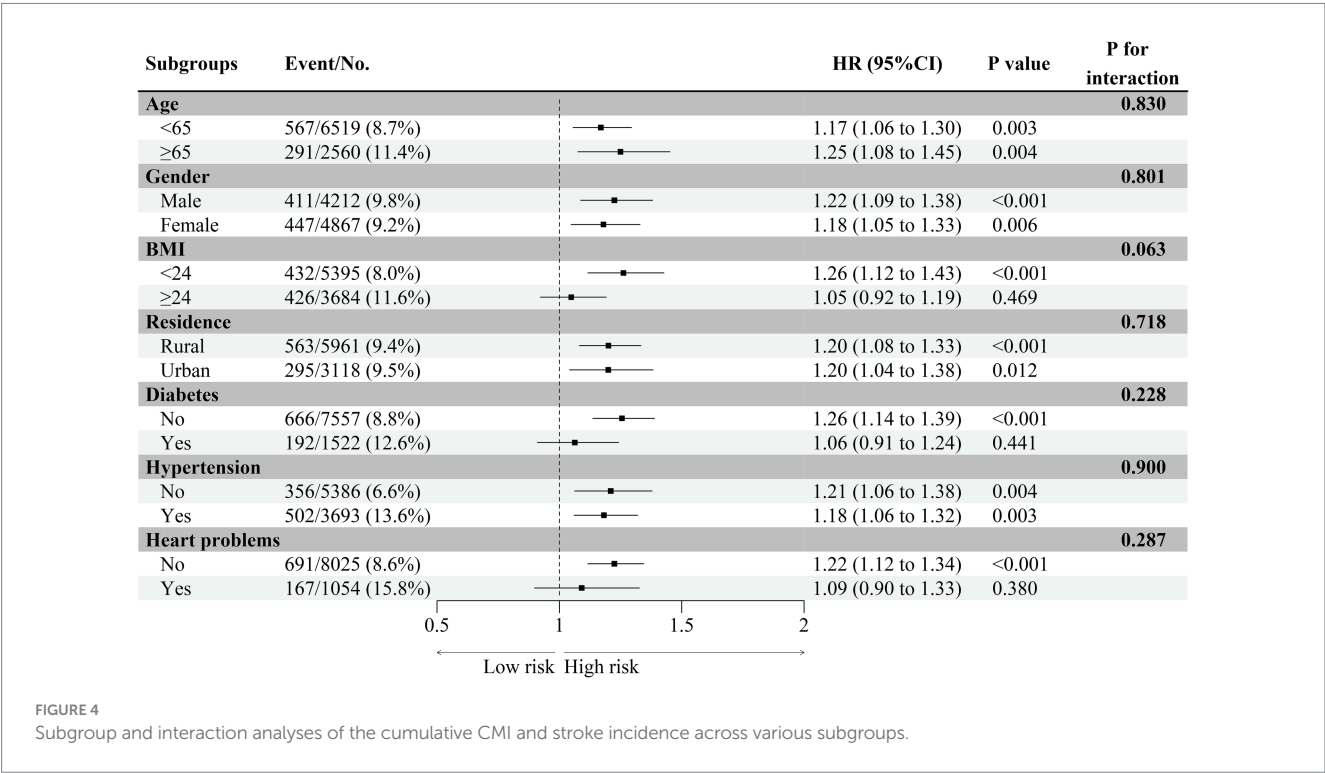 Subgroups Event/No. HR (95%CI) P value P for interaction
Age 0.830
<65 567/6519 (8.7%) 1.17 (1.06 to 1.30) 0.003
≥65 291/2560 (11.4%) 1.25 (1.08 to 1.45) 0.004
Gender 0.801
Male 411/4212 (9.8%) 1.22 (1.09 to 1.38) <0.001
Female 447/4867 (9.2%) 1.18 (1.05 to 1.33) 0.006
BMI 0.063
<24 432/5395 (8.0%) 1.26 (1.12 to 1.43) <0.001
≥24 426/3684 (11.6%) 1.05 (0.92 to 1.19) 0.469
Residence 0.718
Rural 563/5961 (9.4%) 1.20 (1.08 to 1.33) <0.001
Urban 295/3118 (9.5%) 1.20 (1.04 to 1.38) 0.012
Diabetes 0.228
No 666/7557 (8.8%) 1.26 (1.14 to 1.39) <0.001
Yes 192/1522 (12.6%) 1.06 (0.91 to 1.24) 0.441
Hypertension 0.900
No 356/5386 (6.6%) 1.21 (1.06 to 1.38) 0.004
Yes 502/3693 (13.6%) 1.18 (1.06 to 1.32) 0.003
Heart problems 0.287
No 691/8025 (8.6%) 1.22 (1.12 to 1.34) <0.001
Yes 167/1054 (15.8%) 1.09 (0.90 to 1.33) 0.380
0.5 1 1.5 2
Low risk High risk
FIGURE 4
Subgroup and interaction analyses of the cumulative CMI and stroke incidence across various subgroups.